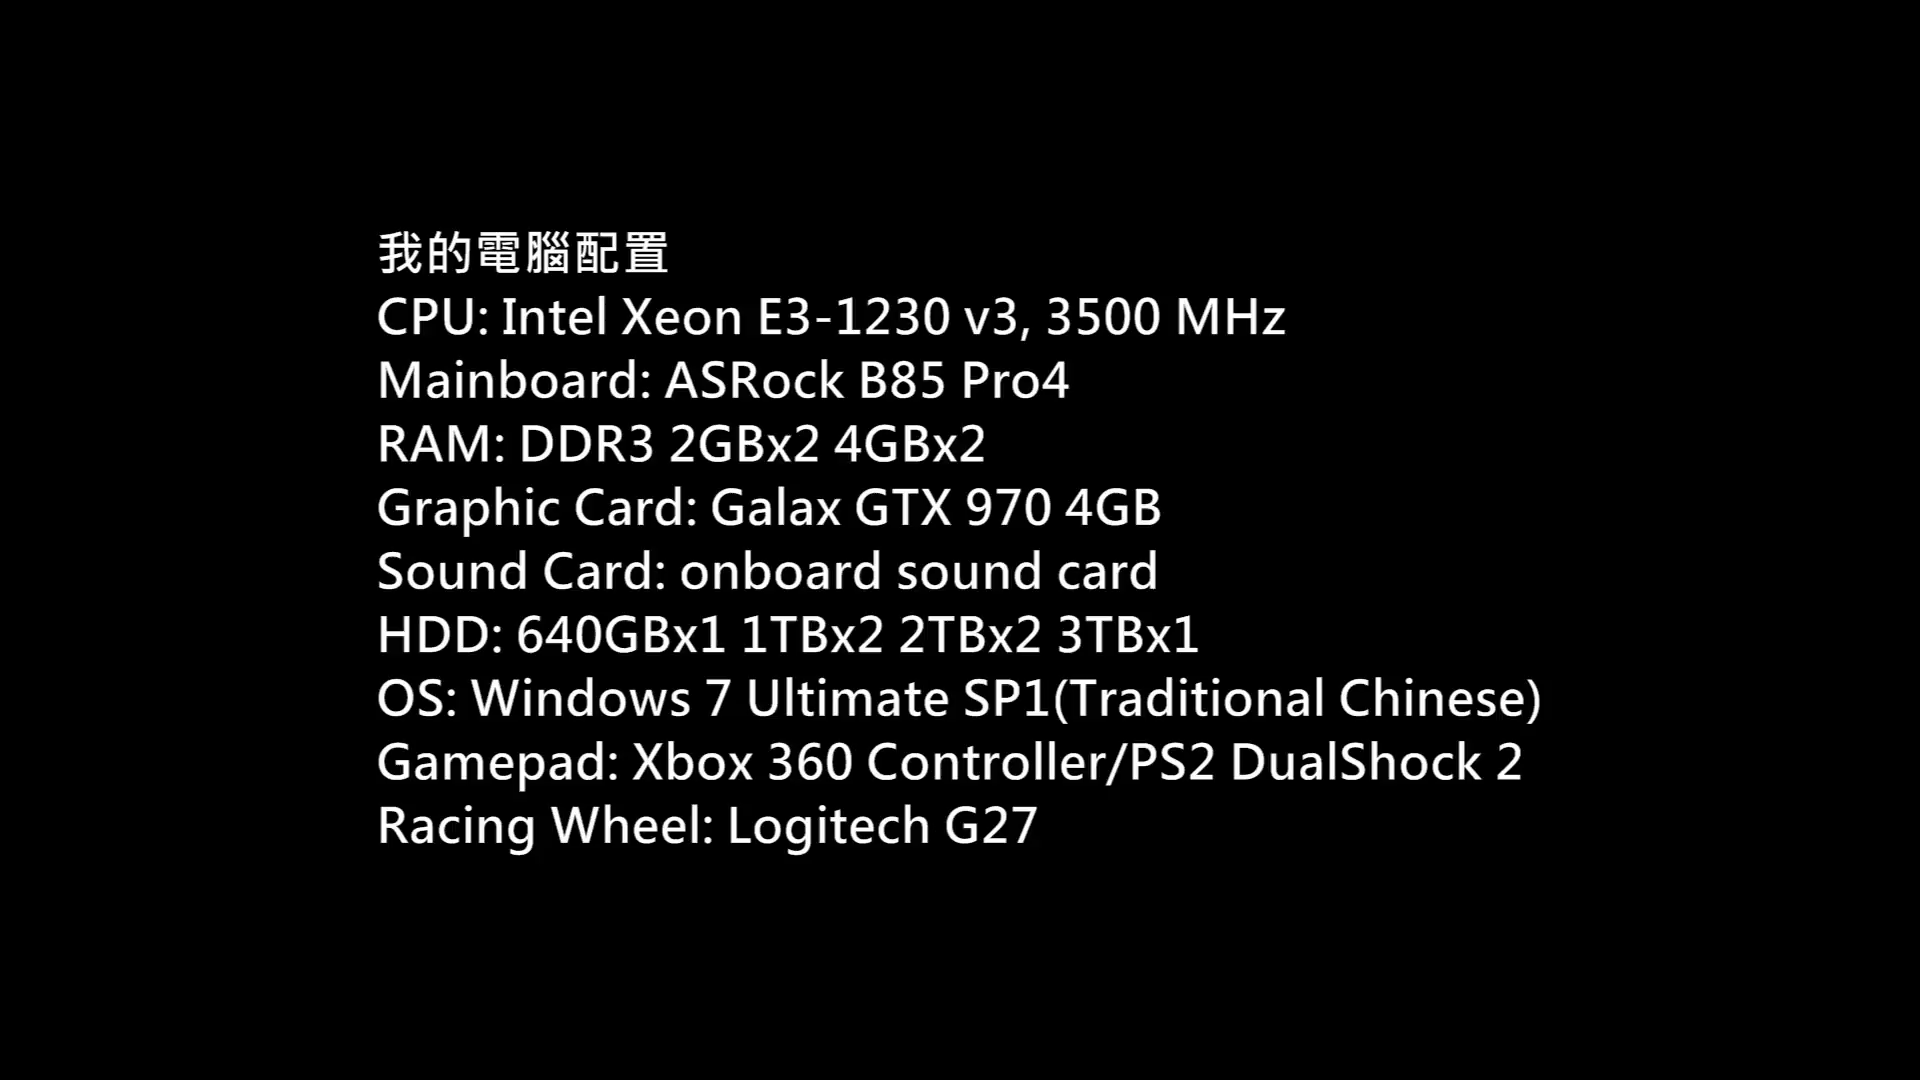 我的電腦配置
CPU: Intel Xeon E3-1230 v3, 3500 MHz
Mainboard: ASRock B85 Pro4
RAM: DDR3 2GBx2 4GBx2
Graphic Card: Galax GTX 970 4GB
Sound Card: onboard sound card
HDD: 640GBx1 1TBx2 2TBx2 3TBx1
OS: Windows 7 Ultimate SP1(Traditional Chinese)
Gamepad: Xbox 360 Controller/PS2 DualShock 2
Racing Wheel: Logitech G27